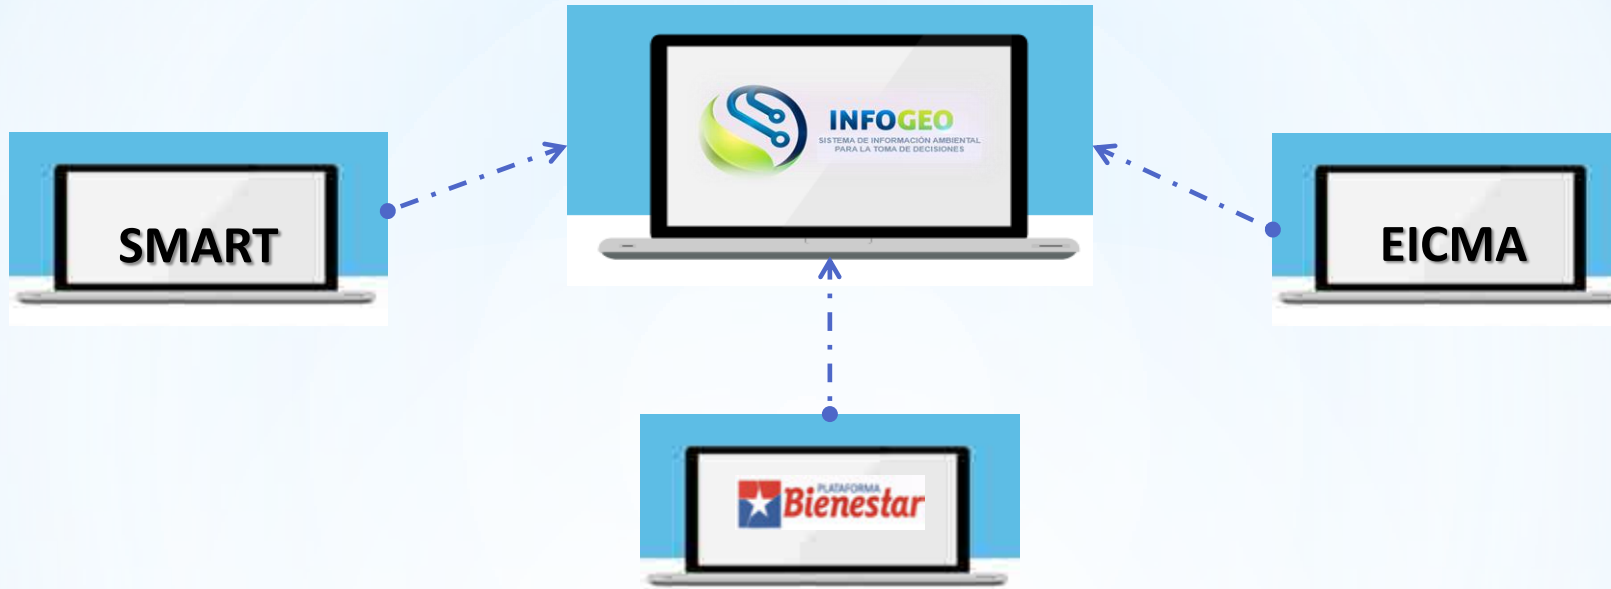 INFOGEO
SISTEMA DE INFORMACIÓN AMBIENTAL
PARA LA TOMA DE DECISIONES
SMART
EICMA
PLATAFORMA
Bienestar